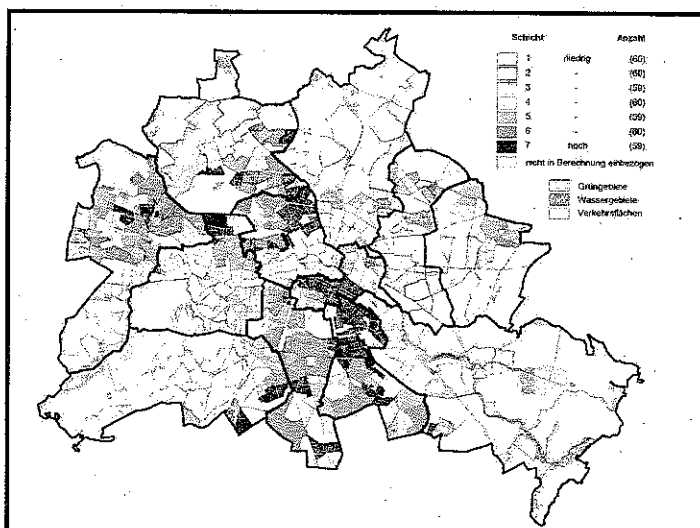 Schicht Anzahl
1 niedrig (60)
2 - (60)
3 - (59)
4 - (60)
5 - (59)
6 - (60)
7 hoch (59)
nicht in Berechnung einbezogen
Grüngebiete
Wassergebiete
Verkehrsflächen